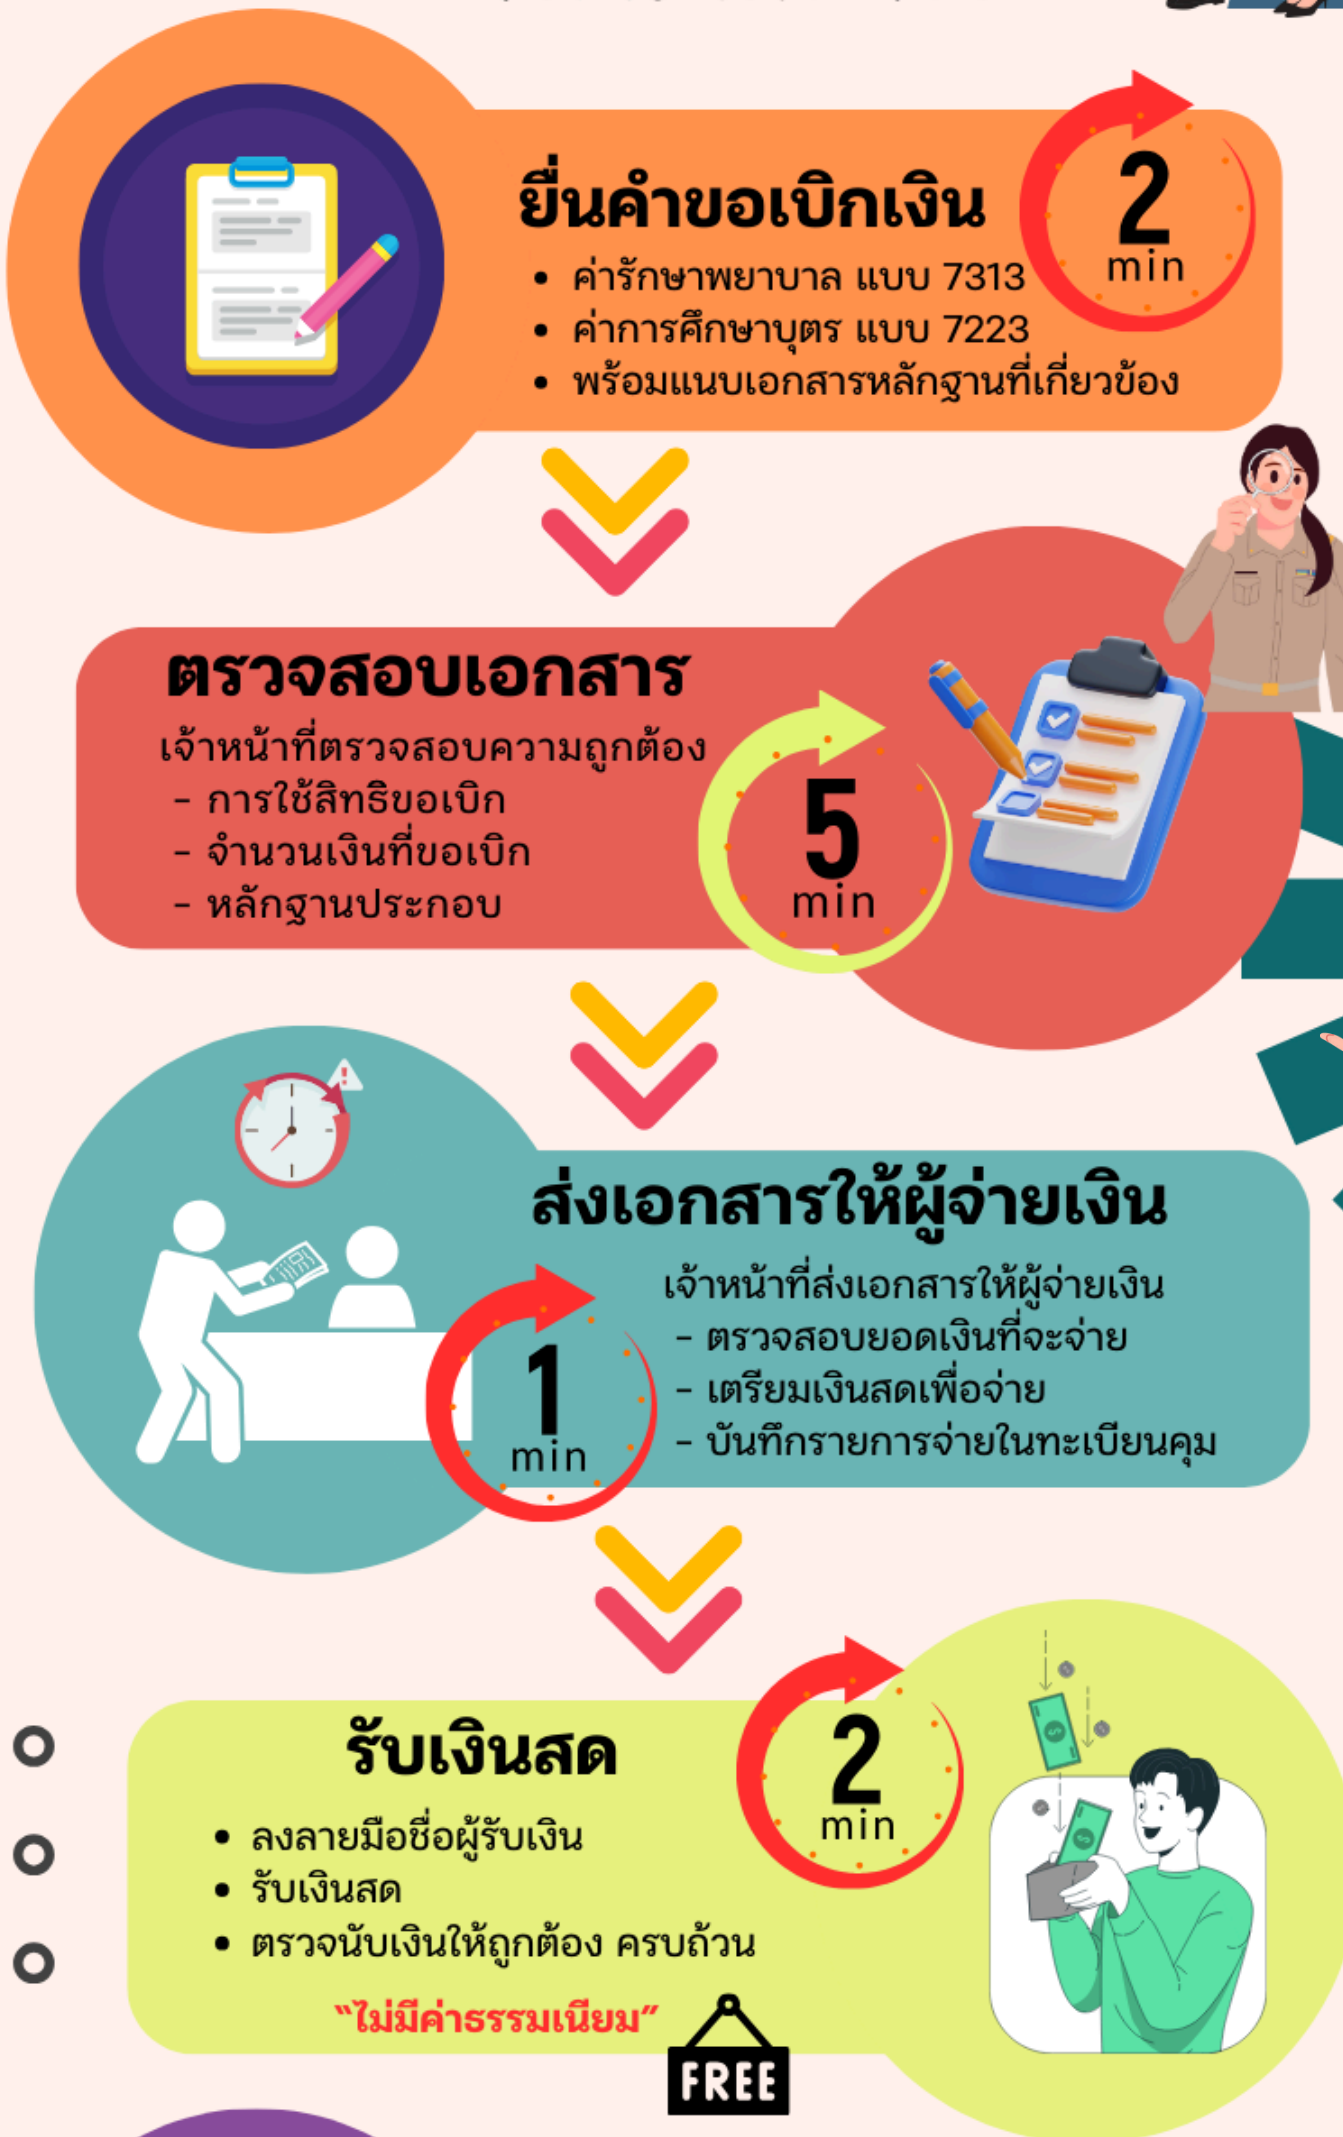 ยื่นคำขอเบิกเงิน
2
min
• ค่ารักษาพยาบาล แบบ 7313
• ค่าการศึกษาบุตร แบบ 7223
• พร้อมแนบเอกสารหลักฐานที่เกี่ยวข้อง
ตรวจสอบเอกสาร
เจ้าหน้าที่ตรวจสอบความถูกต้อง
- การใช้สิทธิขอเบิก
- จำนวนเงินที่ขอเบิก
- หลักฐานประกอบ
5
min
ส่งเอกสารให้ผู้จ่ายเงิน
เจ้าหน้าที่ส่งเอกสารให้ผู้จ่ายเงิน
- ตรวจสอบยอดเงินที่จะจ่าย
- เตรียมเงินสดเพื่อจ่าย
- บันทึกรายการจ่ายในทะเบียนคุม
1
min
รับเงินสด
2
min
• ลงลายมือชื่อผู้รับเงิน
• รับเงินสด
• ตรวจนับเงินให้ถูกต้อง ครบถ้วน
“ไม่มีค่าธรรมเนียม”
FREE